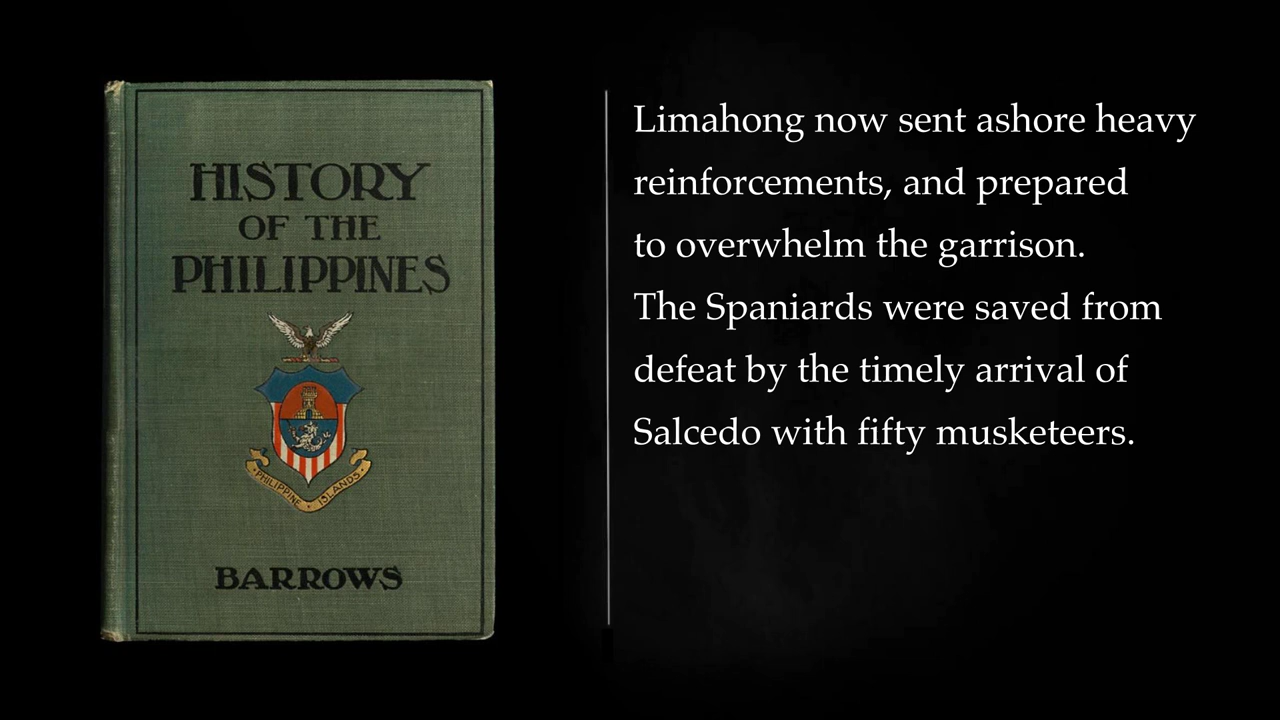 HISTORY
OF THE
PHILIPPINES
PHILIPPINE ISLANDS
BARROWS
Limahong now sent ashore heavy
reinforcements, and prepared
to overwhelm the garrison.
The Spaniards were saved from
defeat by the timely arrival of
Salcedo with fifty musketeers.